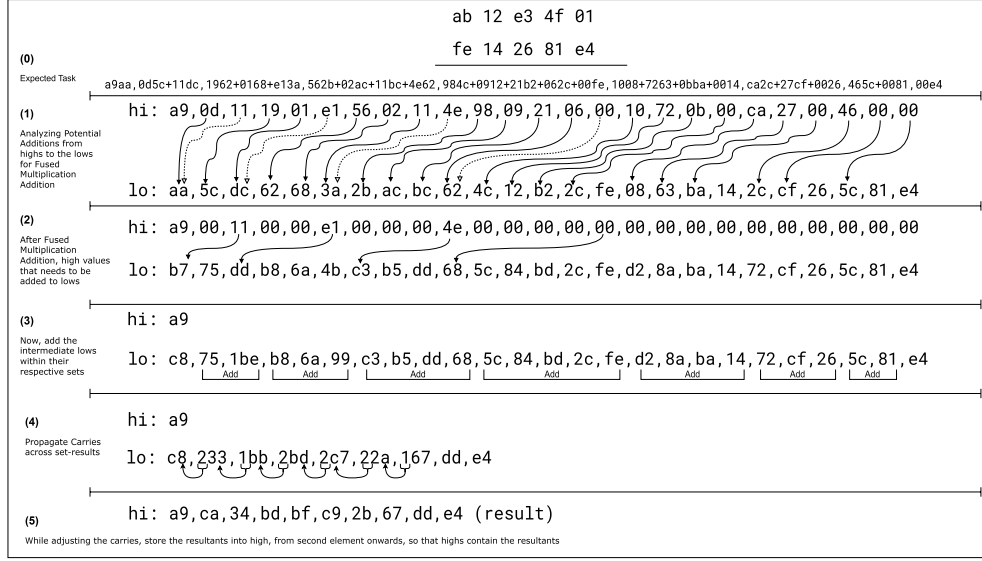 ab 12 e3 4f 01
fe 14 26 81 e4
(0)
Expected Task
a9aa,0d5c+11dc,1962+0168+e13a,562b+02ac+11bc+4e62,984c+0912+21b2+062c+00fe,1008+7263+0bba+0014,ca2c+27cf+0026,465c+0081,00e4
(1)
Analyzing Potential
Additions from
highs to the lows
for Fused
Multiplication
Addition
hi: a9,0d,11,19,01,e1,56,02,11,4e,98,09,21,06,00,10,72,0b,00,ca,27,00,46,00,00
lo: aa,5c,dc,62,68,3a,2b,ac,bc,62,4c,12,b2,2c,fe,08,63,ba,14,2c,cf,26,5c,81,e4
(2)
After Fused
Multiplication
Addition, high values
that needs to be
added to lows
hi: a9,00,11,00,00,e1,00,00,00,4e,00,00,00,00,00,00,00,00,00,00,00,00,00,00,00
lo: b7,75,dd,b8,6a,4b,c3,b5,dd,68,5c,84,bd,2c,fe,d2,8a,ba,14,72,cf,26,5c,81,e4
(3)
Now, add the
intermediate lows
within their
respective sets
hi: a9
lo: c8,75,1be,b8,6a,99,c3,b5,dd,68,5c,84,bd,2c,fe,d2,8a,ba,14,72,cf,26,5c,81,e4
Add Add Add Add Add Add Add
(4)
Propagate Carries
across set-results
hi: a9
lo: c8,233,1bb,2bd,2c7,22a,167,dd,e4
(5)
hi: a9,ca,34,bd,bf,c9,2b,67,dd,e4 (result)
While adjusting the carries, store the resultants into high, from second element onwards, so that highs contain the resultants